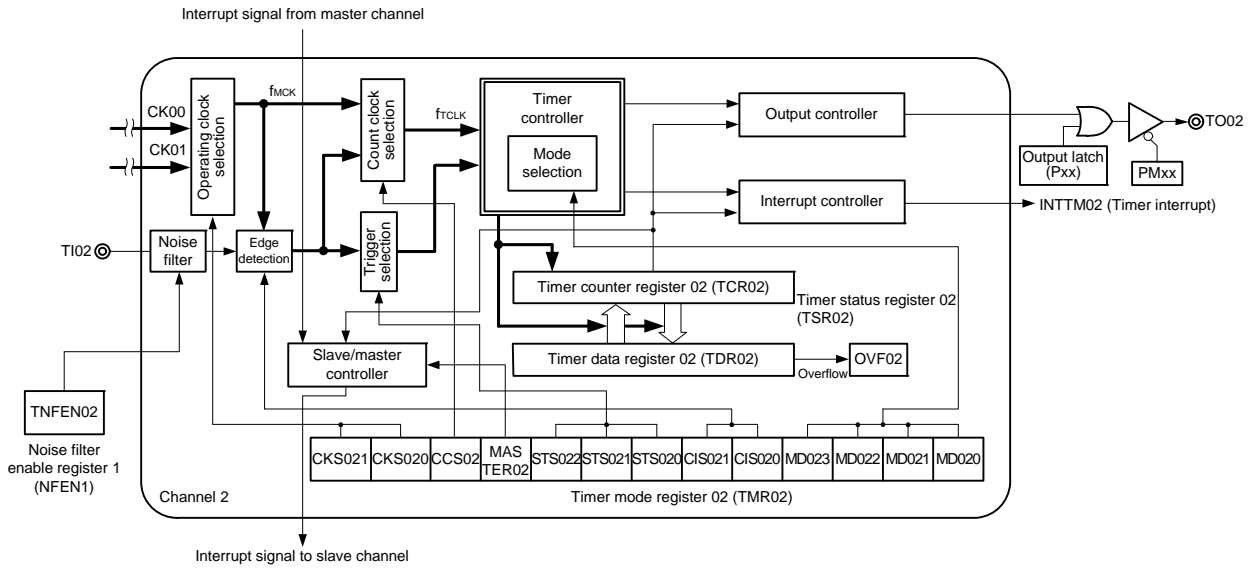 Interrupt signal from master channel
CK00
CK01
Operating clock
selection
fMCK
Count clock
selection
fTCLK
Timer
controller
Mode
selection
Output controller
Interrupt controller
Output latch
(Pxx)
PMxx
TO02
INTTM02 (Timer interrupt)
TI02
Noise
filter
Edge
detection
Trigger
selection
Timer counter register 02 (TCR02)
Timer status register 02
(TSR02)
Slave/master
controller
Timer data register 02 (TDR02)
Overflow
OVF02
TNFEN02
Noise filter
enable register 1
(NFEN1)
CKS021
CKS020
CCS02
MAS
TER02
STS022
STS021
STS020
CIS021
CIS020
MD023
MD022
MD021
MD020
Channel 2
Timer mode register 02 (TMR02)
Interrupt signal to slave channel